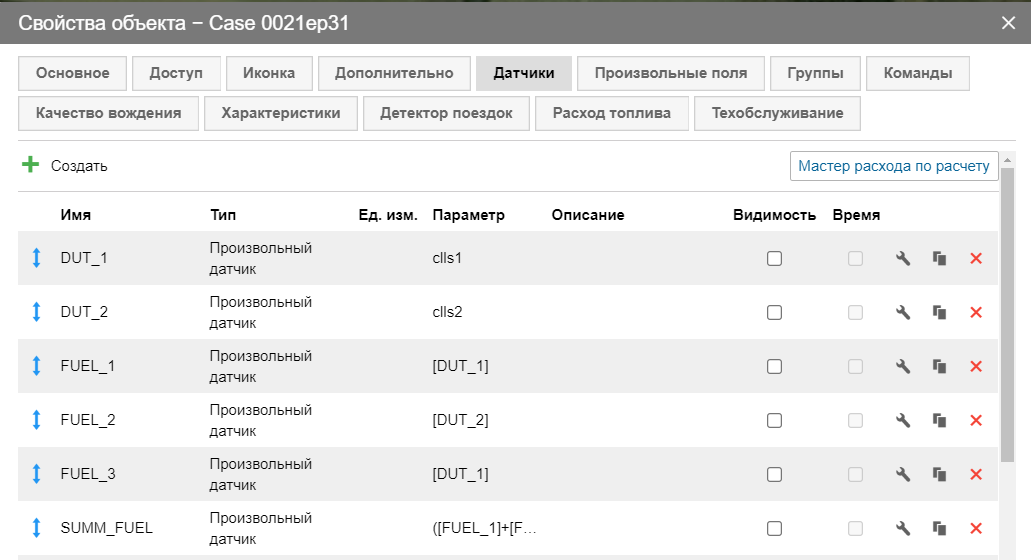 Свойства объекта – Case 0021ер31
Основное Доступ Иконка Дополнительно Датчики Произвольные поля Группы Команды
Качество вождения Характеристики Детектор поездок Расход топлива Техобслуживание
Создать Мастер расхода по расчету
Имя Тип Ед. изм. Параметр Описание Видимость Время
DUT_1 Произвольный датчик clls1
DUT_2 Произвольный датчик clls2
FUEL_1 Произвольный датчик [DUT_1]
FUEL_2 Произвольный датчик [DUT_2]
FUEL_3 Произвольный датчик [DUT_1]
SUMM_FUEL Произвольный датчик ([FUEL_1]+[F...